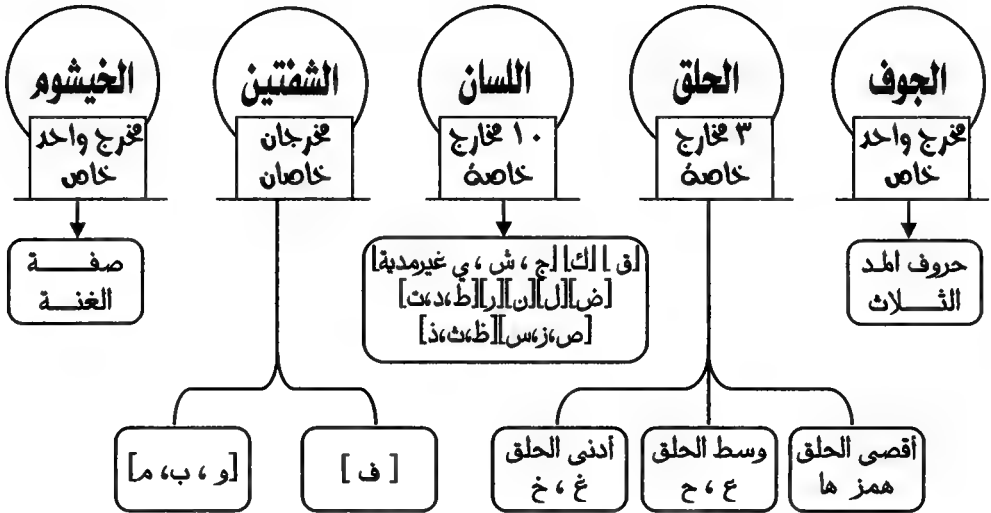 الجوف
مخرج واحد
خاص
حروف المد
الثلاث
الحلق
٣ مخارج
خاصة
أقصى الحلق
همز ها
وسط الحلق
ع ، ح
أدنى الحلق
غ ، خ
اللسان
١٠ مخارج
خاصة
[ق] [ك] [ج ، ش ، ي غيرمدية]
[ض][ل][ن][ر][ط،د،ت]
[ص،ز،س][ظ،ث،ذ]
الشفتين
مخرجان
خاصان
[ ف ]
[و ، ب، م]
الخيشوم
مخرج واحد
خاص
صفة
الغنة